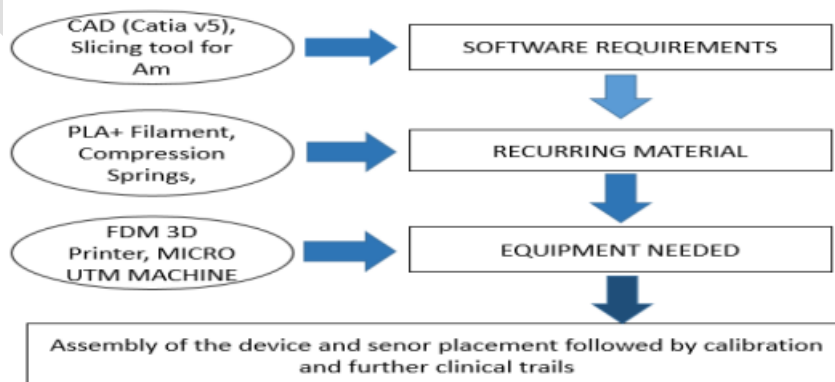 CAD (Catia v5),
Slicing tool for
Am
SOFTWARE REQUIREMENTS
PLA+ Filament,
Compression
Springs,
RECURRING MATERIAL
FDM 3D
Printer, MICRO
UTM MACHINE
EQUIPMENT NEEDED
Assembly of the device and senor placement followed by calibration
and further clinical trails